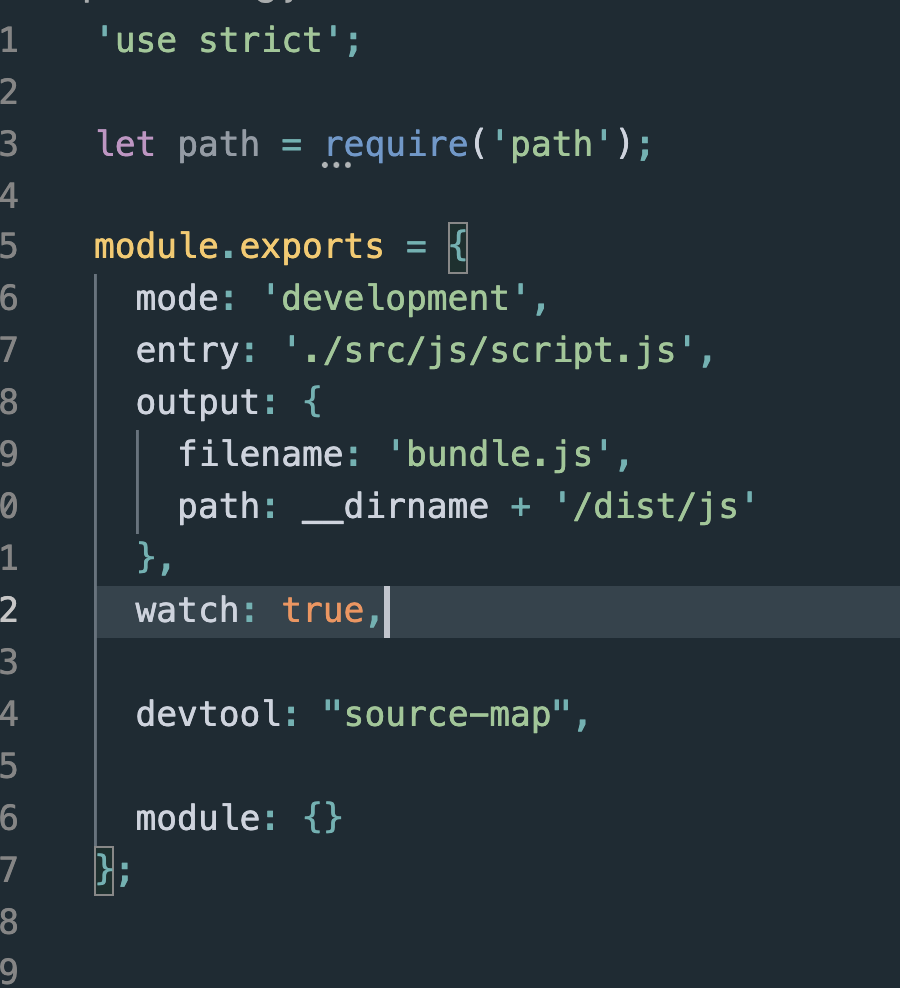 1 'use strict';
2
3 let path = require('path');
4
5 module.exports = {
6 mode: 'development',
7 entry: './src/js/script.js',
8 output: {
9 filename: 'bundle.js',
0 path: __dirname + '/dist/js'
1 },
2 watch: true,
3
4 devtool: "source-map",
5
6 module: {}
7 };
8
9